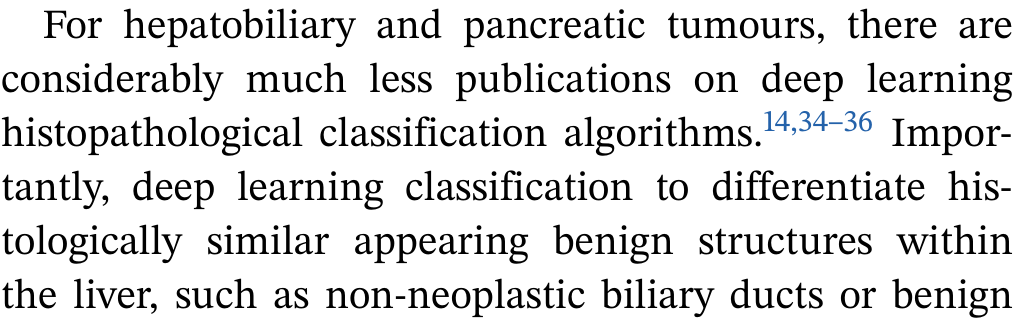 For hepatobiliary and pancreatic tumours, there are
considerably much less publications on deep learning
histopathological classification algorithms.14,34–36 Impor-
tantly, deep learning classification to differentiate his-
tologically similar appearing benign structures within
the liver, such as non-neoplastic biliary ducts or benign